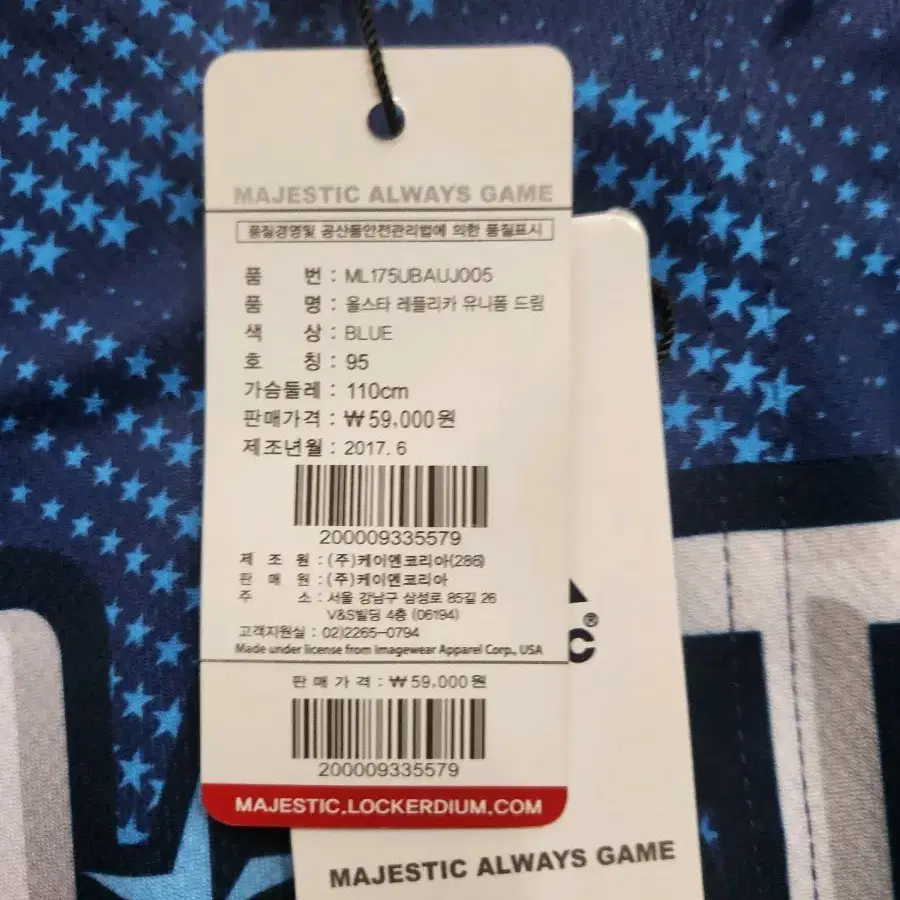 MAJESTIC ALWAYS GAME
품질경영및 공산품안전관리법에 의한 품질표시
품 번 : ML175UBAUJ005
품 명 : 올스타 레플리카 유니폼 드림
색 상 : BLUE
호 칭 : 95
가슴둘레 : 110cm
판매가격 : ₩59,000원
제조년월 : 2017. 6
200009335579
제 조 원 : (주)케이엔코리아(286)
판 매 원 : (주)케이엔코리아
주 소 : 서울 강남구 삼성로 85길 26
V&S빌딩 4층 (06194)
고객지원실 : 02)2265-0794
Made under license from Imagewear Apparel Corp., USA
판 매 가 격 : ₩59,000원
200009335579
MAJESTIC.LOCKERDIUM.COM
C®
MAJESTIC ALWAYS GAME